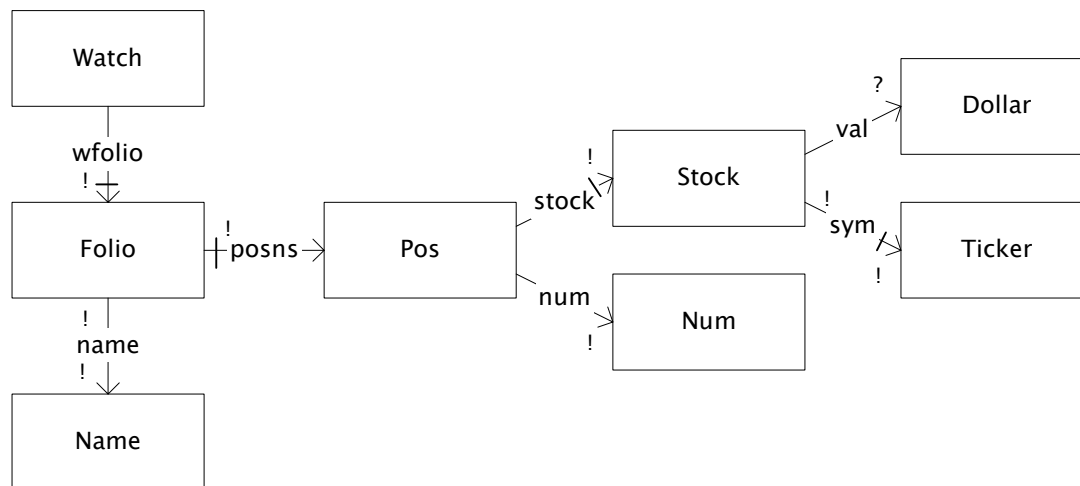 Watch
wfolio
!
Folio
!
posns
Pos
!
name
!
Name
stock
!
Stock
num
!
Num
val
?
Dollar
!
sym
!
Ticker